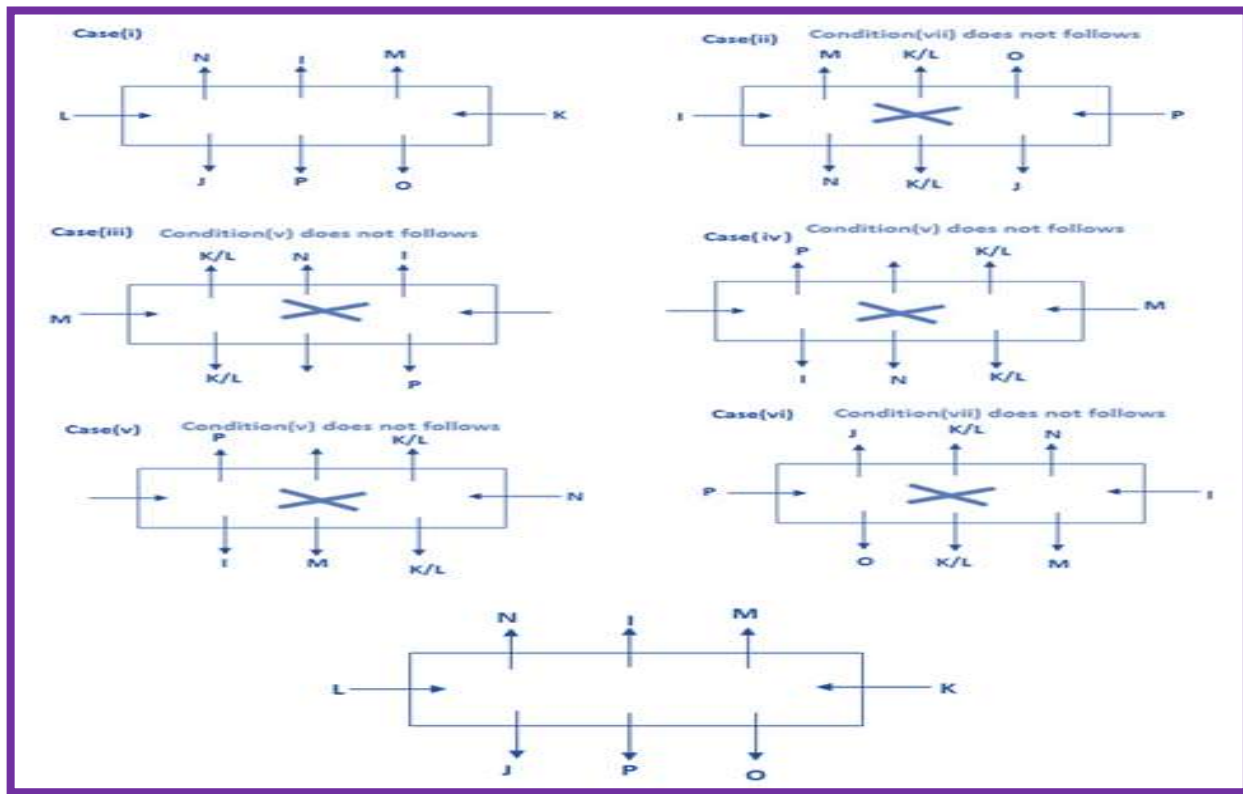 Case(i)
N I M
L K
J P O
Case(ii) Condition(vii) does not follows
M K/L O
I P
N K/L J
Case(iii) Condition(v) does not follows
K/L N I
M
K/L P
Case(iv) Condition(v) does not follows
P K/L
M
I N K/L
Case(v) Condition(v) does not follows
P K/L
N
I M K/L
Case(vi) Condition(vii) does not follows
J K/L N
P I
O K/L M
N I M
L K
J P O